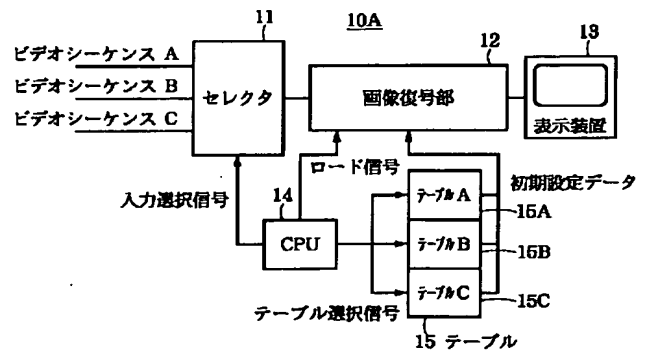 10A
11
12
13
ビデオシーケンス A
ビデオシーケンス B
ビデオシーケンス C
セレクタ
画像復号部
表示装置
入力選択信号
ロード信号
初期設定データ
14
CPU
テーブル A
テーブル B
テーブル C
15A
15B
15C
テーブル選択信号
15 テーブル